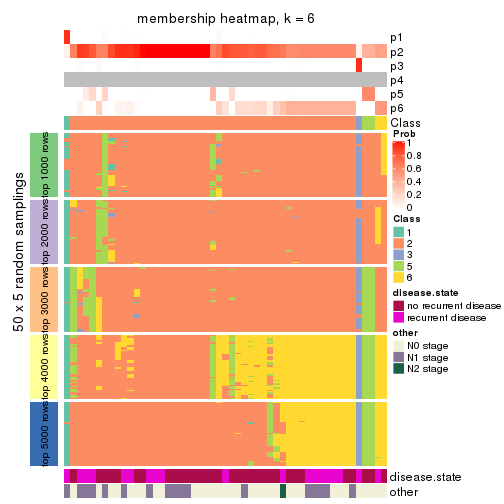 membership heatmap, k = 6
p1
p2
p3
p4
p5
p6
Class
50 x 5 random samplings
top 1000 rows
top 2000 rows
top 3000 rows
top 4000 rows
top 5000 rows
disease.state
other
Prob
1
0.8
0.6
0.4
0.2
0
Class
1
2
3
5
6
disease.state
no recurrent disease
recurrent disease
other
N0 stage
N1 stage
N2 stage